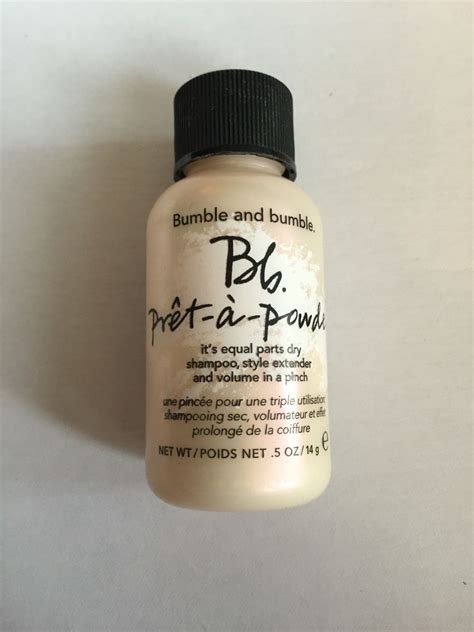 Bumble and bumble.
Bb.
Prêt-à-powde
it's equal parts dry
shampoo, style extender
and volume in a pinch
une pincée pour une triple utilisation:
shampooing sec, volumateur et effet
prolongé de la coiffure
NET WT/POIDS NET .5 OZ/14 g e